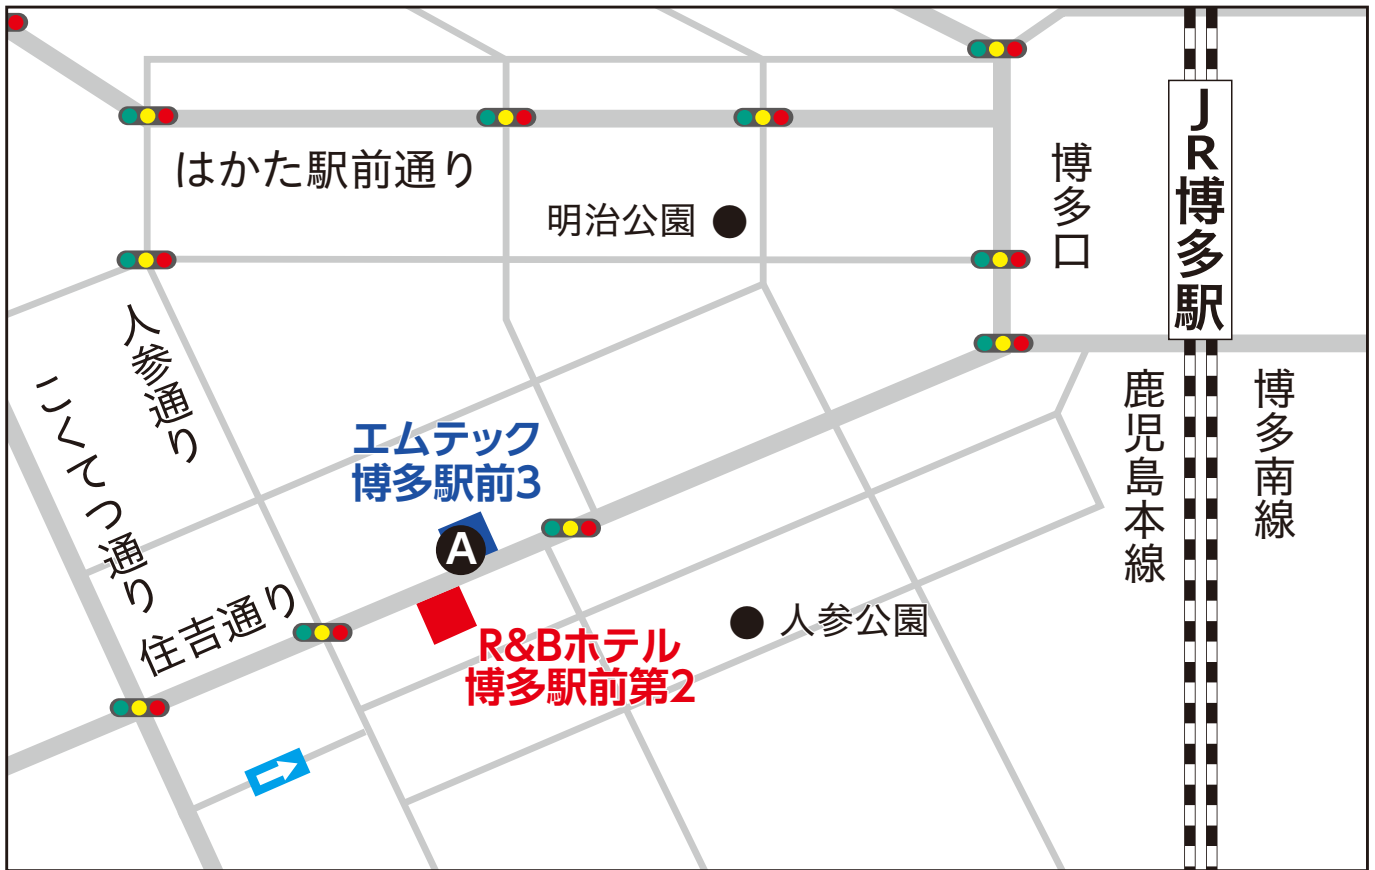 JR博多駅
博多口
はかた駅前通り
明治公園
人参通り
こくてつ通り
エムテック
博多駅前3
A
住吉通り
R&Bホテル
博多駅前第2
人参公園
鹿児島本線
博多南線